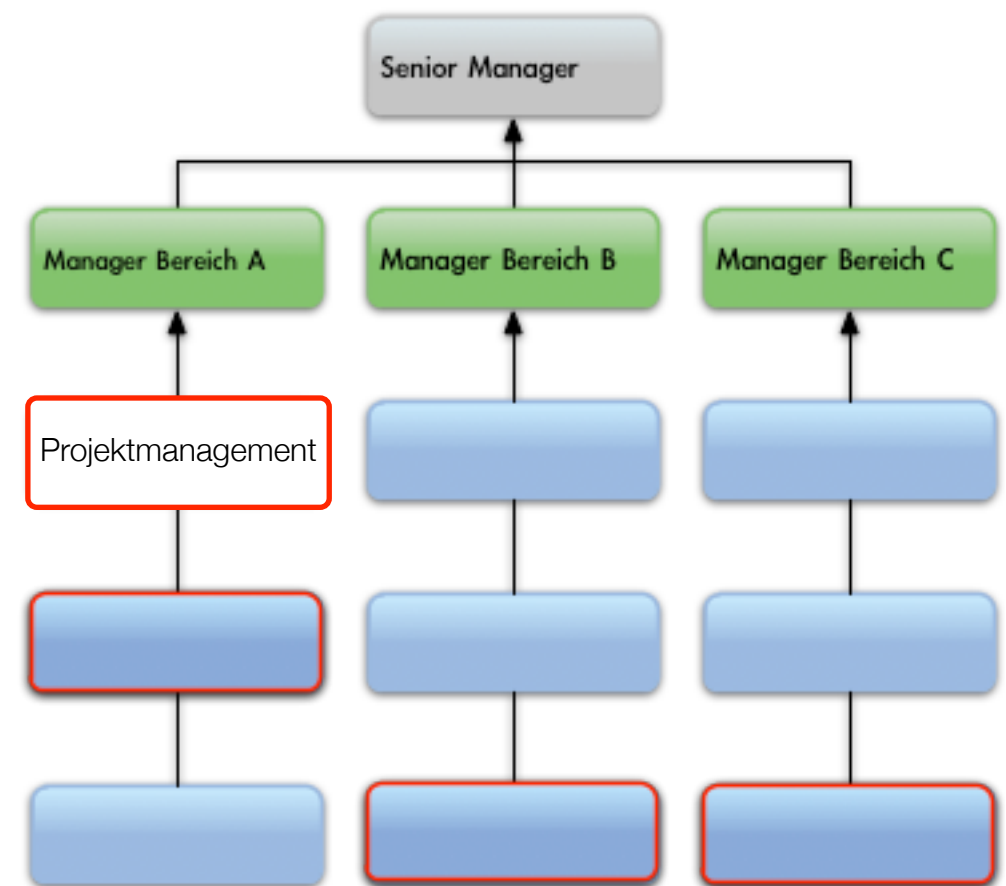 Senior Manager
Manager Bereich A
Manager Bereich B
Manager Bereich C
Projektmanagement